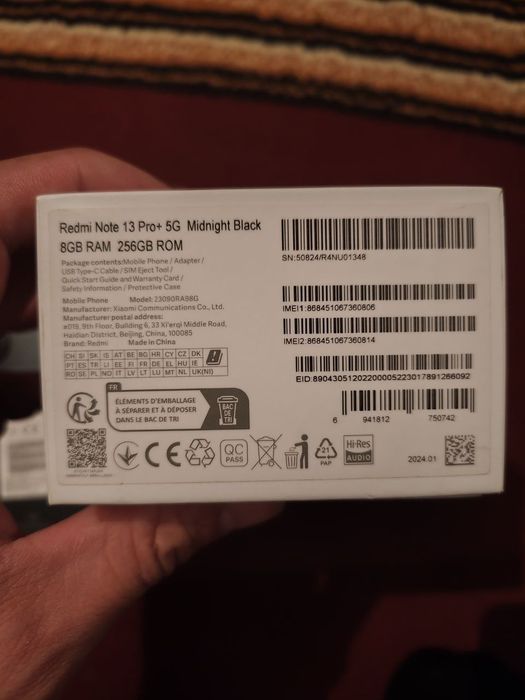 Redmi Note 13 Pro+ 5G Midnight Black
8GB RAM 256GB ROM
Package contents:Mobile Phone / Adapter /
USB Type-C Cable / SIM Eject Tool /
Quick Start Guide and Warranty Card /
Safety Information / Protective Case
Mobile Phone Model: 23090RA98G
Manufacturer: Xiaomi Communications Co., Ltd.
Manufacturer postal address:
#019, 9th Floor, Building 6, 33 Xi'erqi Middle Road,
Haidian District, Beijing, China, 100085
Brand: Redmi Made in China
CH SI SK IS AT BE BG HR CY CZ DK
PT ES TR LI EE FI FR DE EL HU IE
RO SE PL NO IT LV LT LU MT NL UK(NI)
FR
ÉLÉMENTS D'EMBALLAGE
À SÉPARER ET À DÉPOSER
DANS LE BAC DE TRI
BAC
DE
TRI
CE
QC
PASS
21
PAP
Hi-Res
AUDIO
SN:50824/R4NU01348
IMEI1:868451067360806
IMEI2:868451067360814
EID:89043051202200005223017891266092
6 941812 750742
2024.01